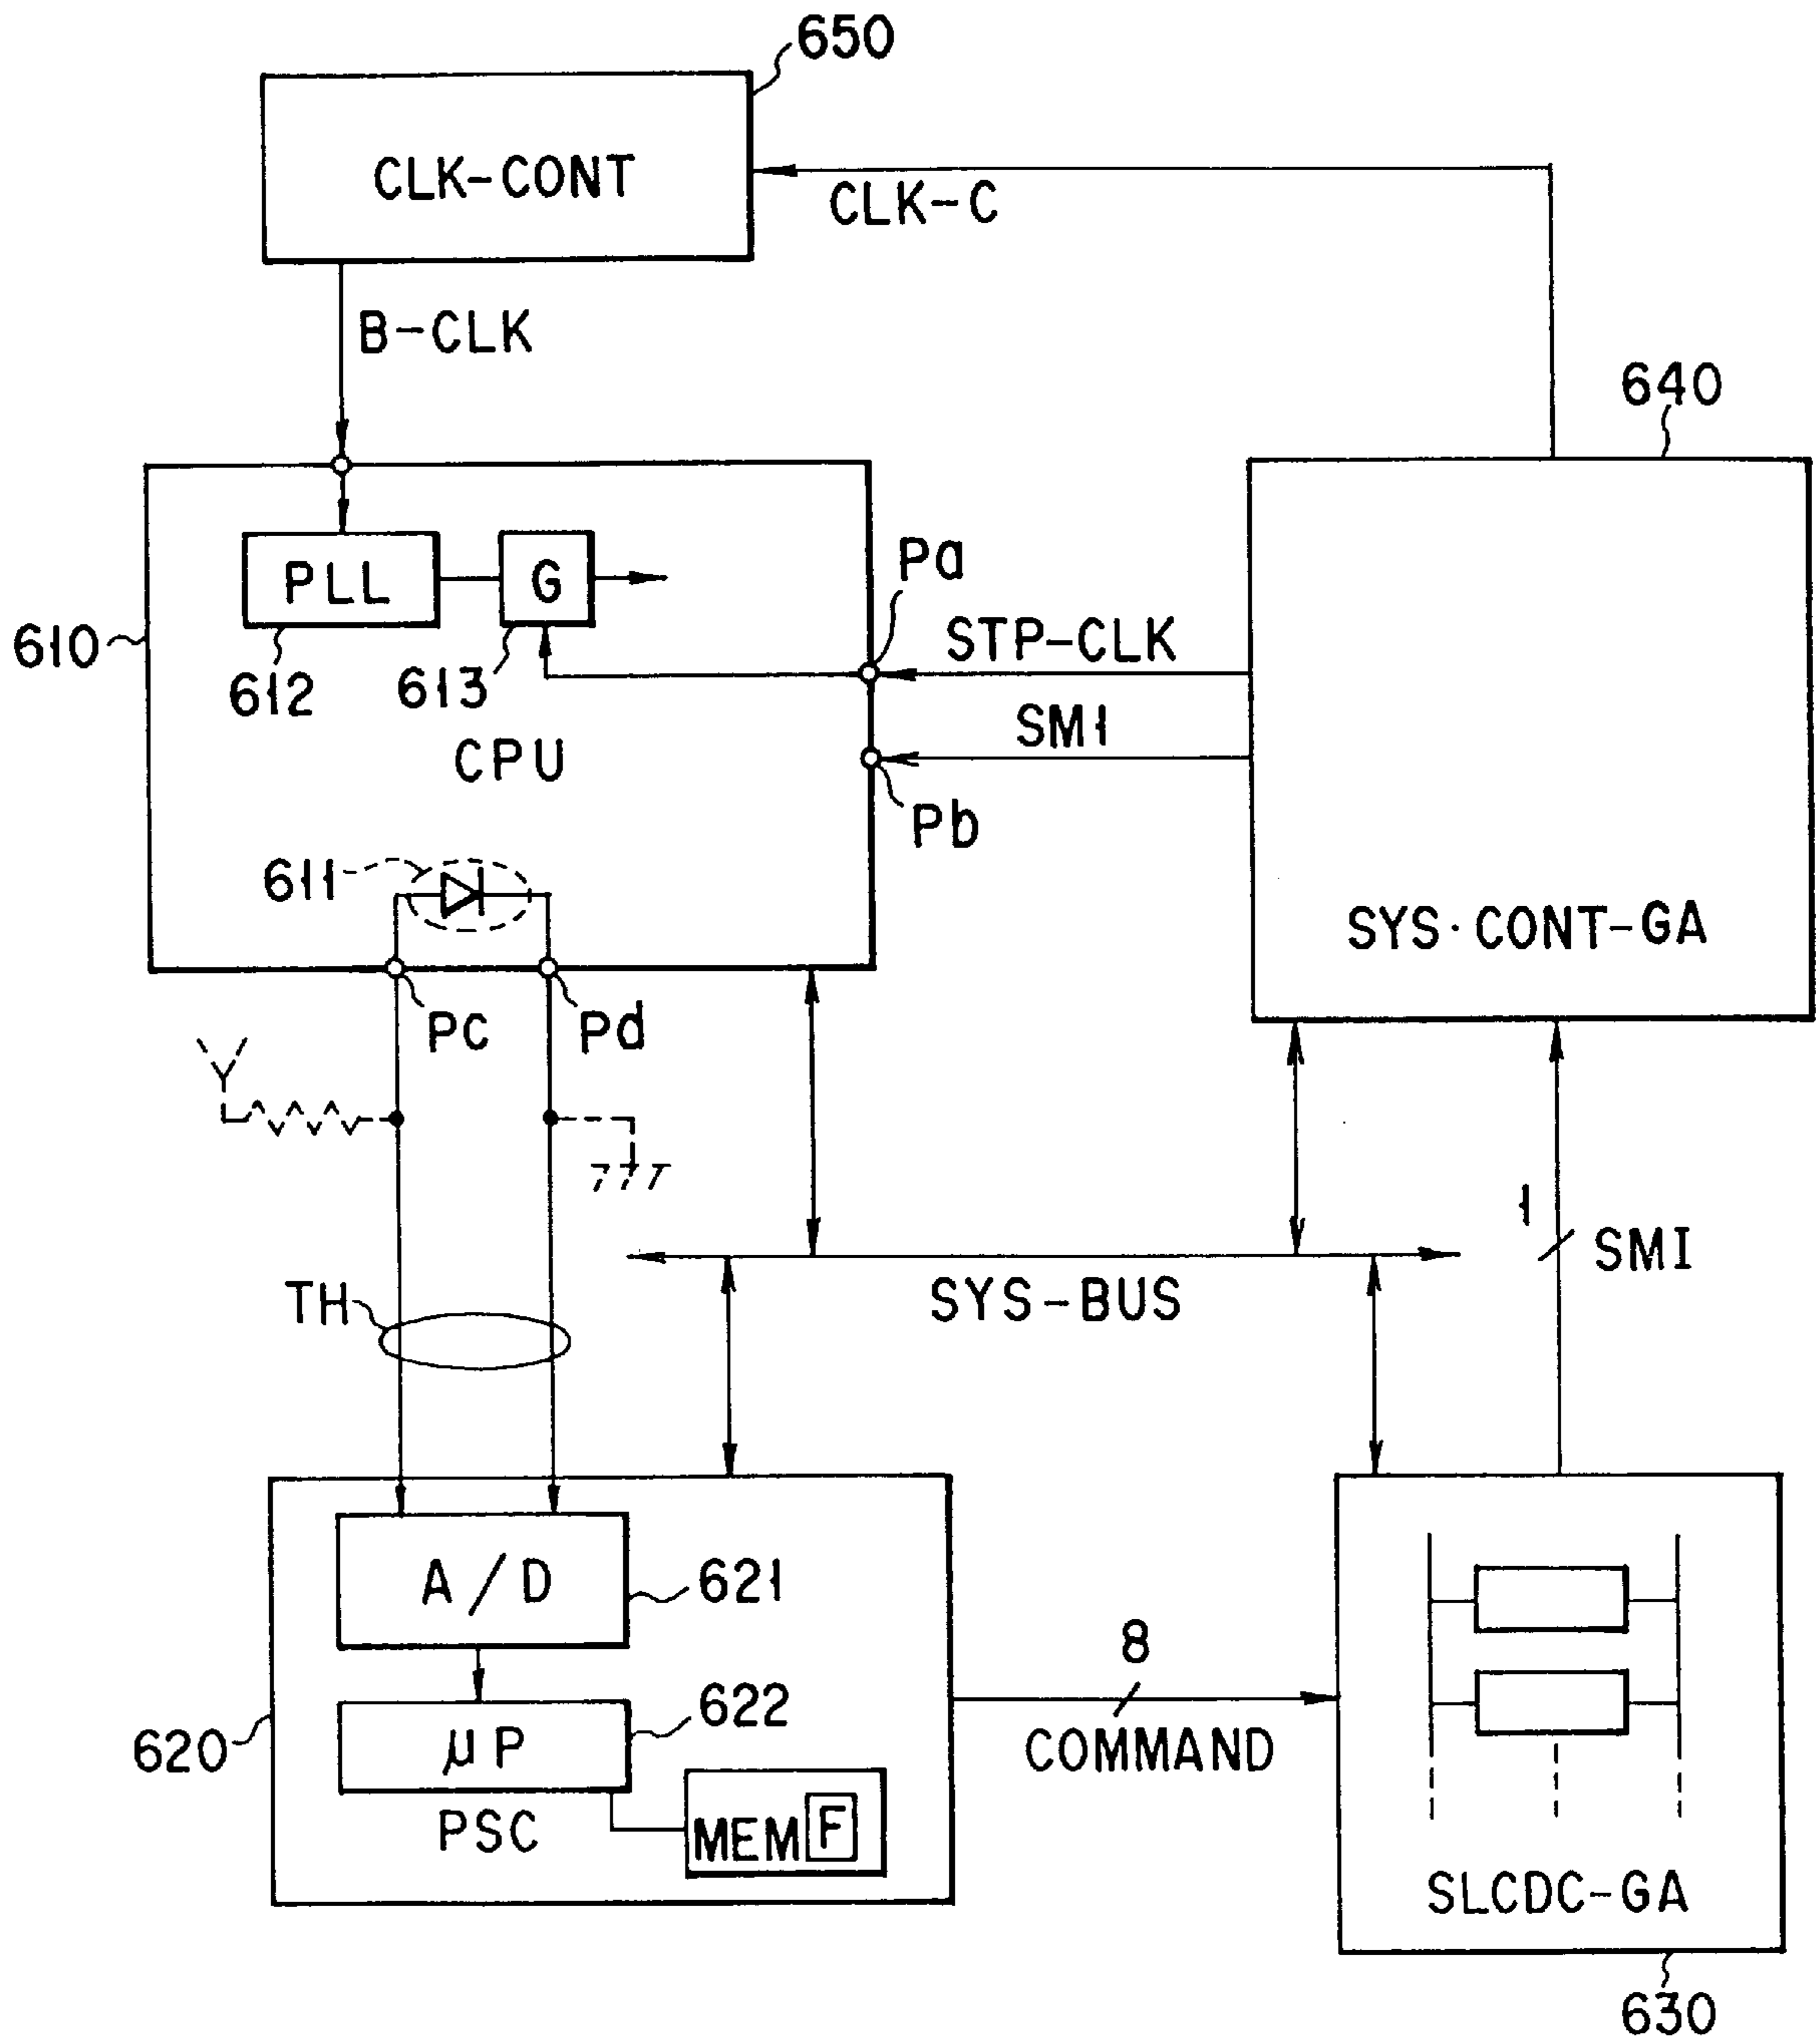 650
CLK-CONT
CLK-C
B-CLK
640
PLL
G
Pa
610
612
613
STP-CLK
SMI
CPU
Pb
611
SYS·CONT-GA
Pc
Pd
1
SMI
TH
SYS-BUS
A/D
621
8
622
620
μP
COMMAND
PSC
MEM F
SLCDC-GA
630